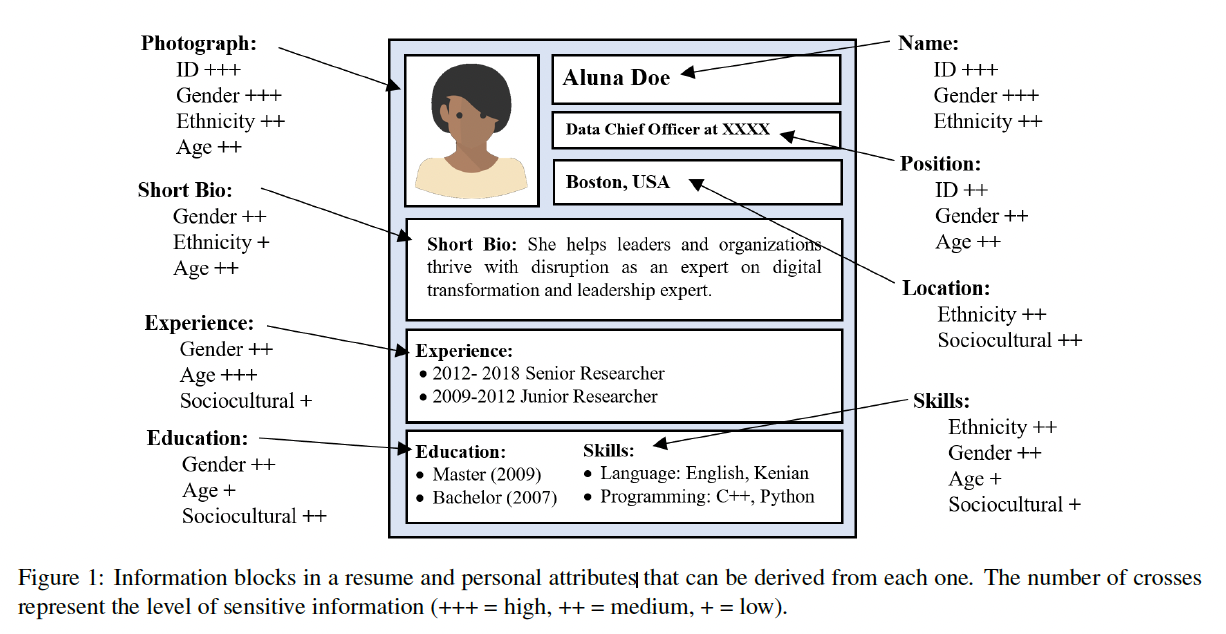 Photograph:
ID +++
Gender +++
Ethnicity ++
Age ++
Short Bio:
Gender ++
Ethnicity +
Age ++
Experience:
Gender ++
Age +++
Sociocultural +
Education:
Gender ++
Age +
Sociocultural ++
Aluna Doe
Data Chief Officer at XXXX
Boston, USA
Short Bio: She helps leaders and organizations
thrive with disruption as an expert on digital
transformation and leadership expert.
Experience:
• 2012- 2018 Senior Researcher
• 2009-2012 Junior Researcher
Education:
• Master (2009)
• Bachelor (2007)
Skills:
• Language: English, Kenian
• Programming: C++, Python
Name:
ID +++
Gender +++
Ethnicity ++
Position:
ID ++
Gender ++
Age ++
Location:
Ethnicity ++
Sociocultural ++
Skills:
Ethnicity ++
Gender ++
Age +
Sociocultural +
Figure 1: Information blocks in a resume and personal attributes that can be derived from each one. The number of crosses
represent the level of sensitive information (+++ = high, ++ = medium, + = low).